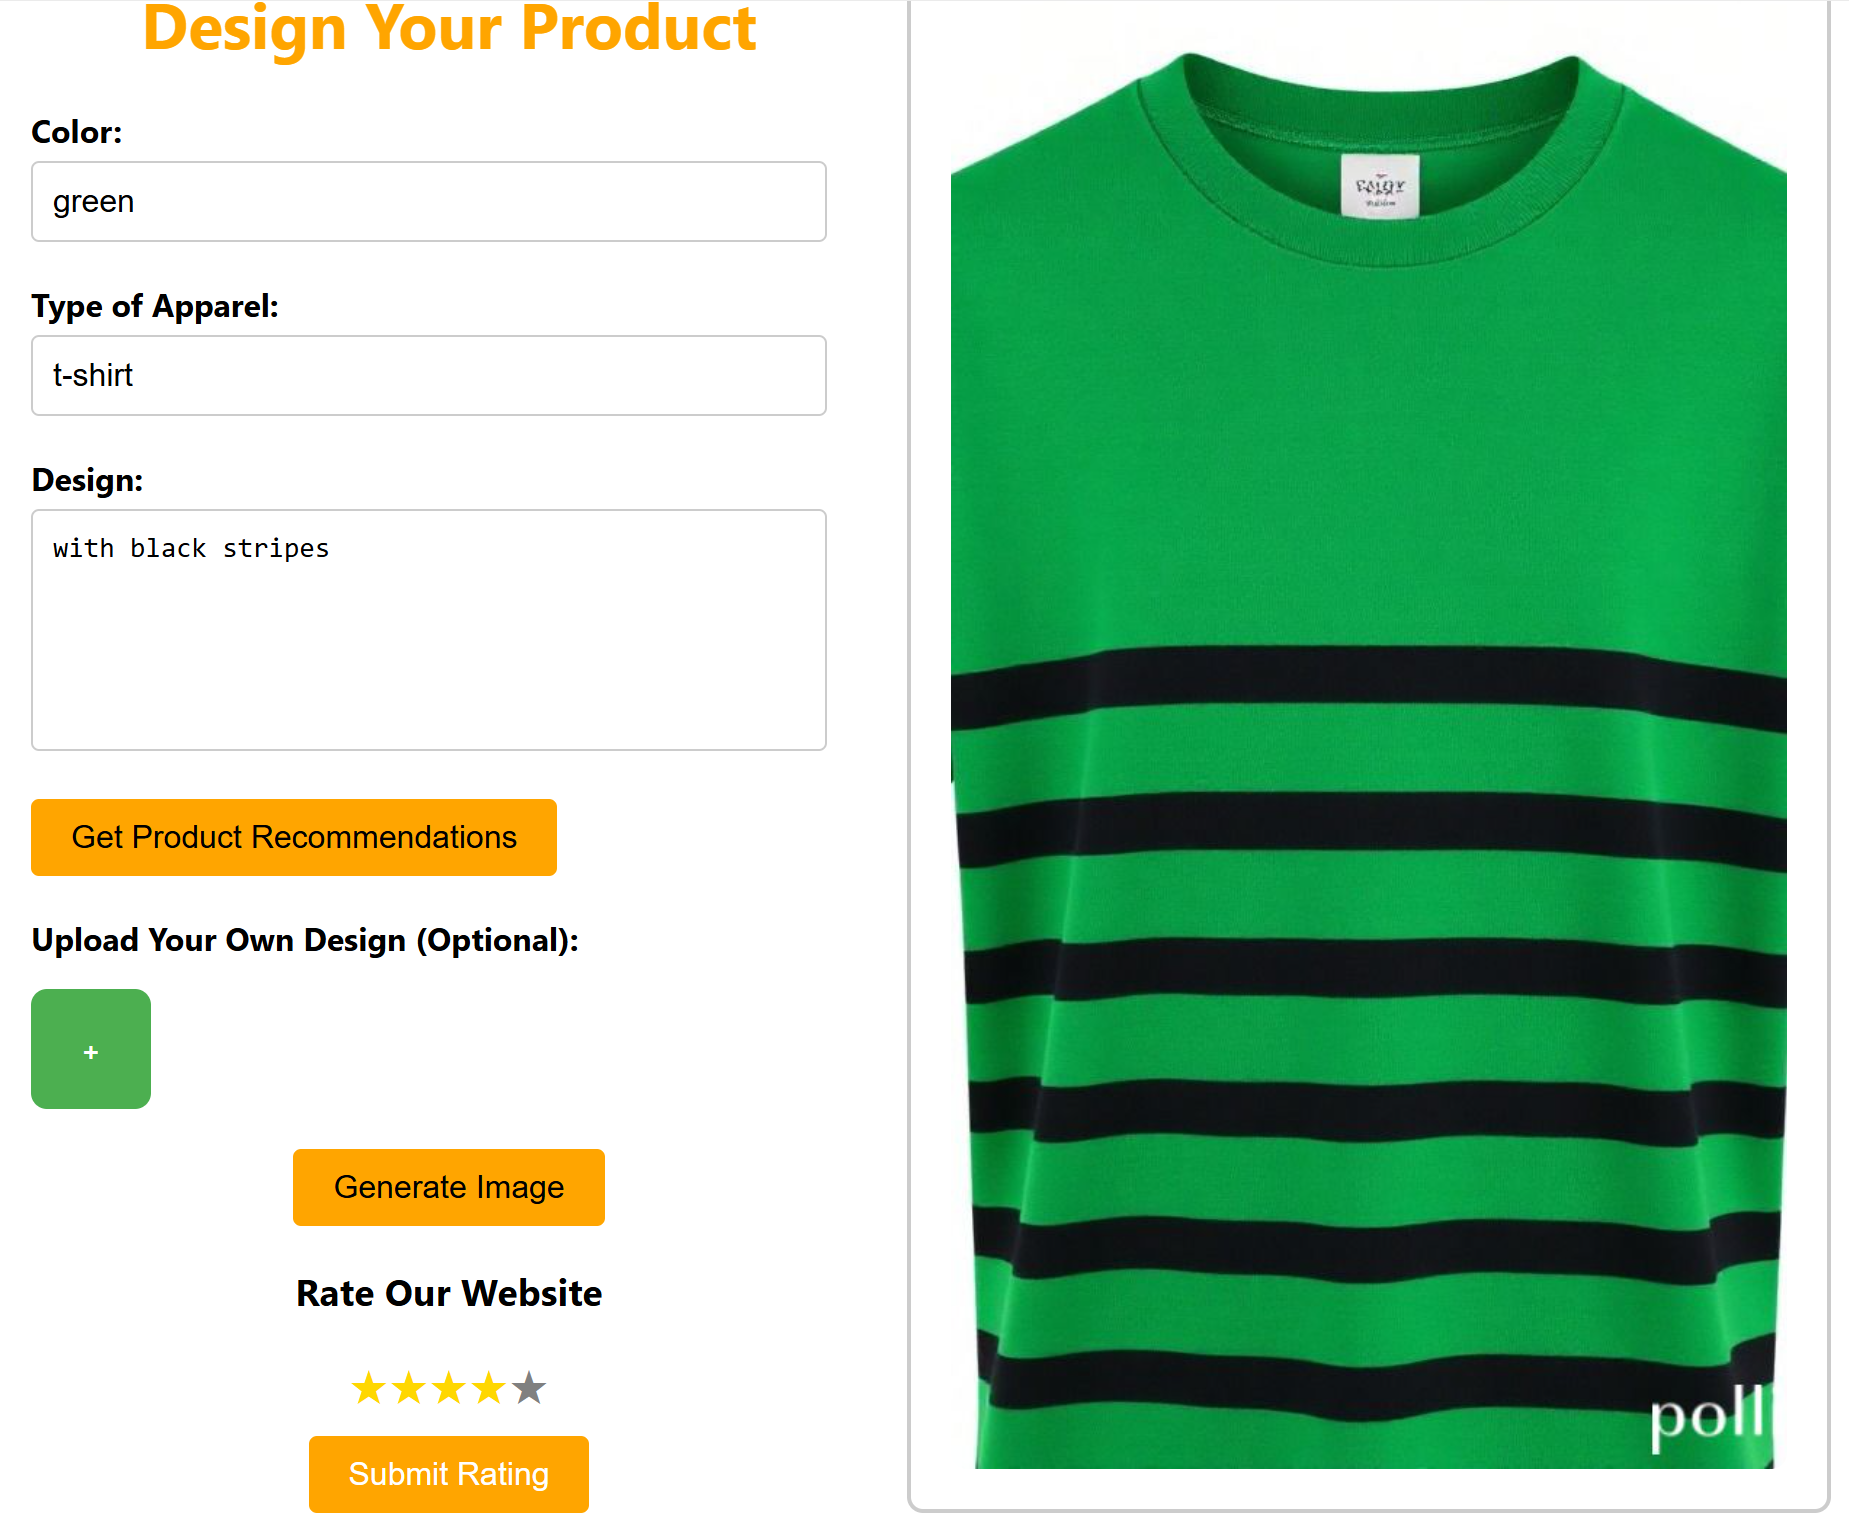 Design Your Product
Color:
green
Type of Apparel:
t-shirt
Design:
with black stripes
Get Product Recommendations
Upload Your Own Design (Optional):
+
Generate Image
Rate Our Website
Submit Rating
poll